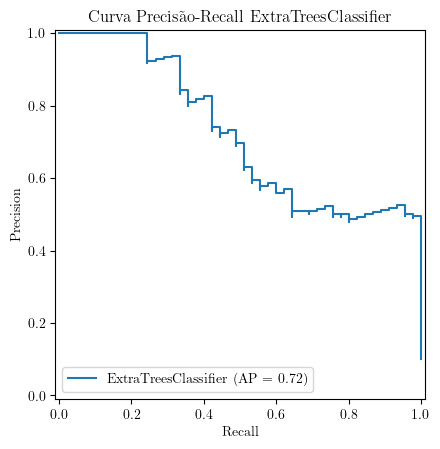 Curva Precisão-Recall ExtraTreesClassifier
1.0
0.8
0.6
0.4
0.2
0.0
Precision
ExtraTreesClassifier (AP = 0.72)
0.0 0.2 0.4 0.6 0.8 1.0
Recall